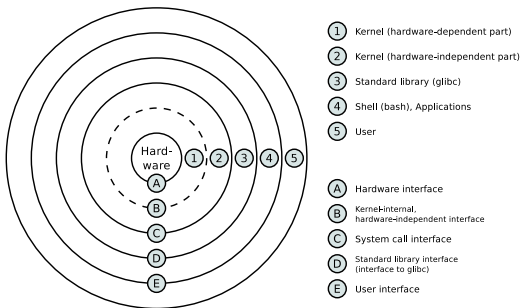 Hard-
ware
1
2
3
4
5
A
B
C
D
E
1 Kernel (hardware-dependent part)
2 Kernel (hardware-independent part)
3 Standard library (glibc)
4 Shell (bash), Applications
5 User
A Hardware interface
B Kernel-internal,
hardware-independent interface
C System call interface
D Standard library interface
(interface to glibc)
E User interface